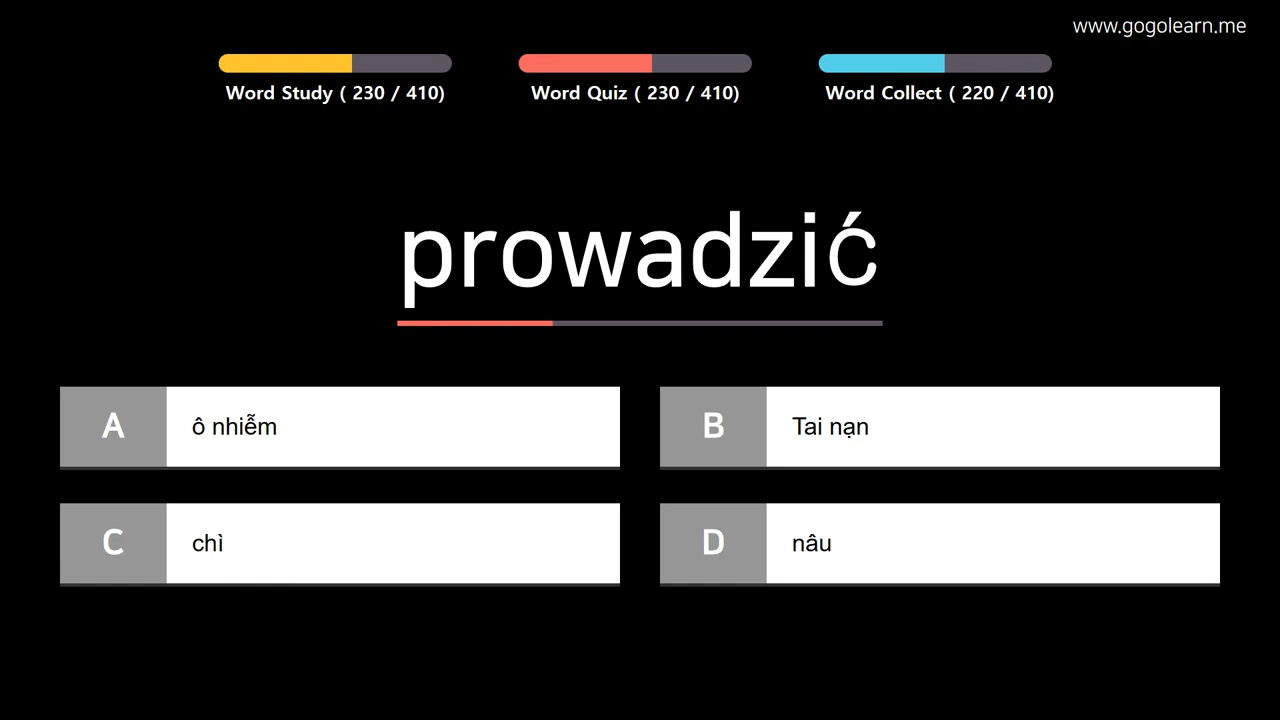 www.gogolearn.me
Word Study ( 230 / 410)
Word Quiz ( 230 / 410)
Word Collect ( 220 / 410)
prowadzić
A
ô nhiễm
B
Tai nạn
C
chì
D
nâu